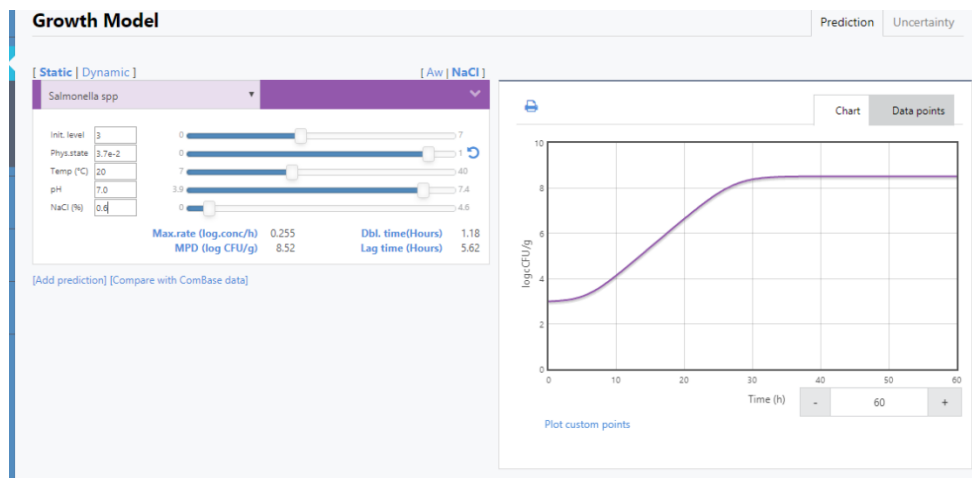 Growth Model
Prediction Uncertainty
[ Static | Dynamic ] [ Aw | NaCl ]
Salmonella spp
Init. level 3 0 7
Phys.state 3.7e-2 0 1
Temp (°C) 20 7 40
pH 7.0 3.9 7.4
NaCl (%) 0.6 0 4.6
Max.rate (log.conc/h) 0.255 Dbl. time(Hours) 1.18
MPD (log CFU/g) 8.52 Lag time (Hours) 5.62
[Add prediction] [Compare with ComBase data]
Chart Data points
10
8
6
4
2
0
logcCFU/g
0 10 20 30 40 50 60
Time (h) - 60 +
Plot custom points